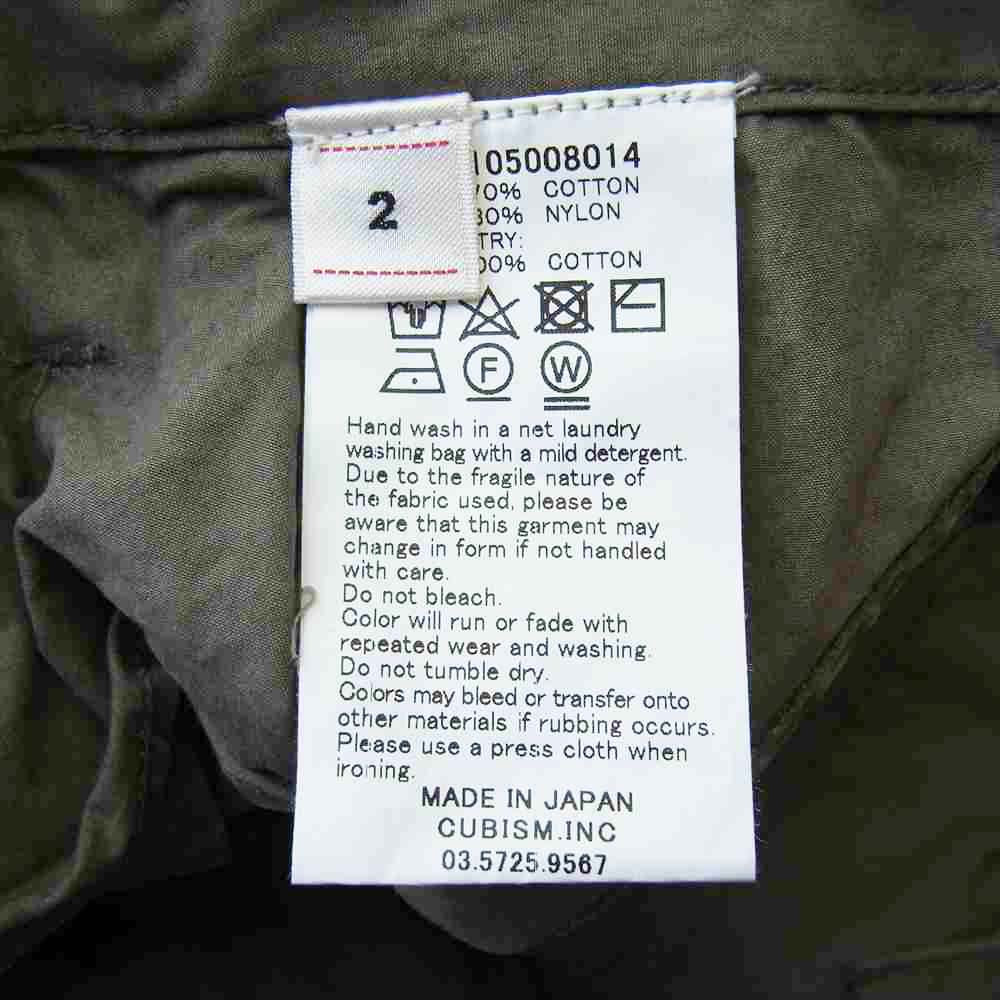 2
105008014
70% COTTON
30% NYLON
TRY:
100% COTTON
F
W
Hand wash in a net laundry
washing bag with a mild detergent.
Due to the fragile nature of
the fabric used, please be
aware that this garment may
change in form if not handled
with care.
Do not bleach.
Color will run or fade with
repeated wear and washing.
Do not tumble dry.
Colors may bleed or transfer onto
other materials if rubbing occurs.
Please use a press cloth when
ironing.
MADE IN JAPAN
CUBISM.INC
03.5725.9567